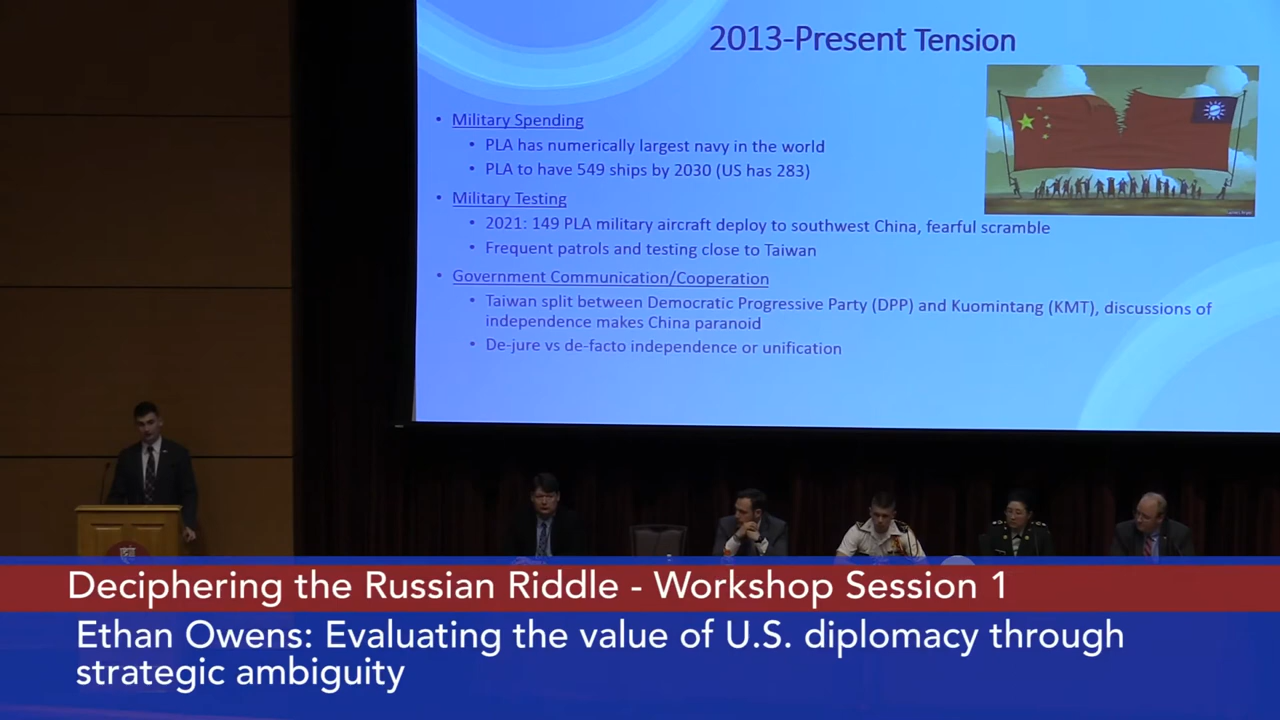 2013-Present Tension
• Military Spending
• PLA has numerically largest navy in the world
• PLA to have 549 ships by 2030 (US has 283)
• Military Testing
• 2021: 149 PLA military aircraft deploy to southwest China, fearful scramble
• Frequent patrols and testing close to Taiwan
• Government Communication/Cooperation
• Taiwan split between Democratic Progressive Party (DPP) and Kuomintang (KMT), discussions of
independence makes China paranoid
• De-jure vs de-facto independence or unification
Deciphering the Russian Riddle - Workshop Session 1
Ethan Owens: Evaluating the value of U.S. diplomacy through
strategic ambiguity